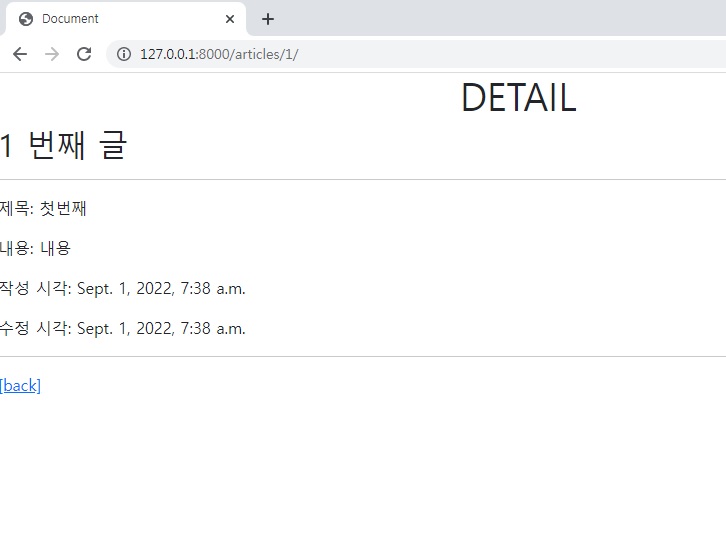 Document
127.0.0.1:8000/articles/1/
DETAIL
1 번째 글
제목: 첫번째
내용: 내용
작성 시각: Sept. 1, 2022, 7:38 a.m.
수정 시각: Sept. 1, 2022, 7:38 a.m.
[back]